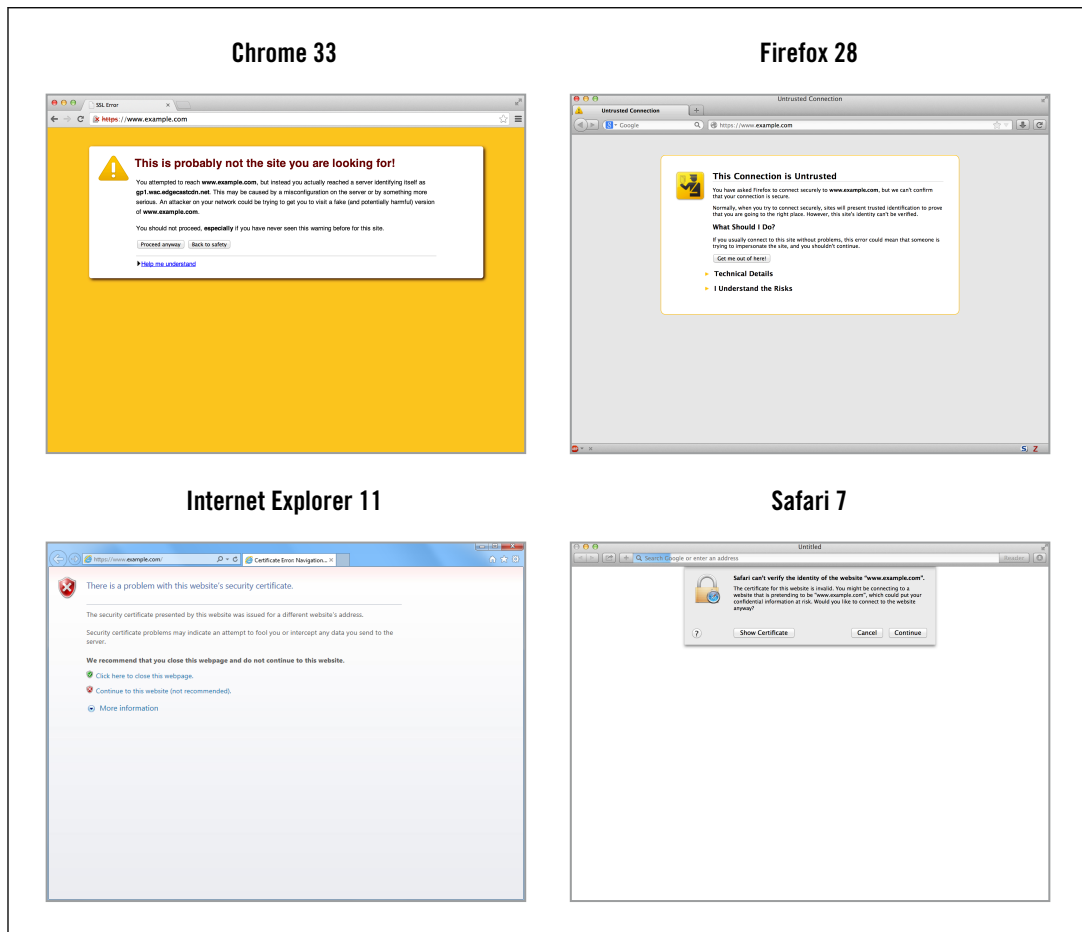 Chrome 33
SSL Error
https://www.example.com
This is probably not the site you are looking for!
You attempted to reach www.example.com, but instead you actually reached a server identifying itself as
gp1.wac.edgecastcdn.net. This may be caused by a misconfiguration on the server or by something more
serious. An attacker on your network could be trying to get you to visit a fake (and potentially harmful) version
of www.example.com.
You should not proceed, especially if you have never seen this warning before for this site.
Proceed anyway Back to safety
Help me understand
Firefox 28
Untrusted Connection
Untrusted Connection
Google https://www.example.com
This Connection is Untrusted
You have asked Firefox to connect securely to www.example.com, but we can't confirm
that your connection is secure.
Normally, when you try to connect securely, sites will present trusted identification to prove
that you are going to the right place. However, this site's identity can't be verified.
What Should I Do?
If you usually connect to this site without problems, this error could mean that someone is
trying to impersonate the site, and you shouldn't continue.
Get me out of here!
Technical Details
I Understand the Risks
S Z
Internet Explorer 11
https://www.example.com/ Certificate Error Navigation...
There is a problem with this website's security certificate.
The security certificate presented by this website was issued for a different website's address.
Security certificate problems may indicate an attempt to fool you or intercept any data you send to the
server.
We recommend that you close this webpage and do not continue to this website.
Click here to close this webpage.
Continue to this website (not recommended).
More information
Safari 7
Untitled
Search Google or enter an address Reader
Safari can't verify the identity of the website "www.example.com".
The certificate for this website is invalid. You might be connecting to a
website that is pretending to be "www.example.com", which could put your
confidential information at risk. Would you like to connect to the website
anyway?
? Show Certificate Cancel Continue